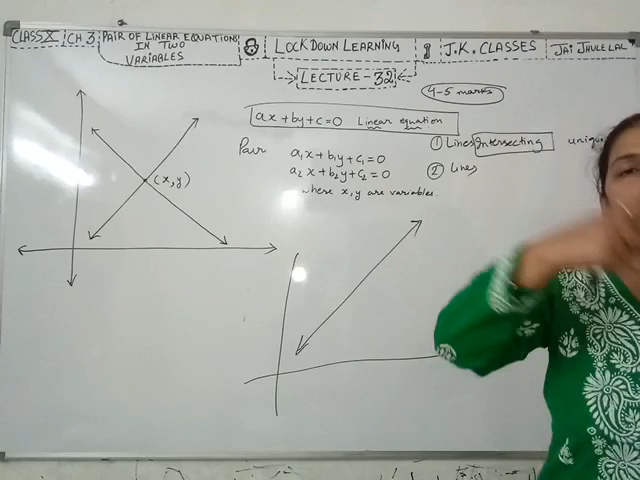 CLASS X CH 3 PAIR OF LINEAR EQUATIONS IN TWO VARIABLES
LOCKDOWN LEARNING
J.K. CLASSES
JAI JHULELAL
LECTURE - 32
4-5 marks
ax + by + c = 0 Linear equation
Pair
a₁x + b₁y + c₁ = 0
a₂x + b₂y + c₂ = 0
where x, y are variables.
① Lines Intersecting
② Lines
(x, y)